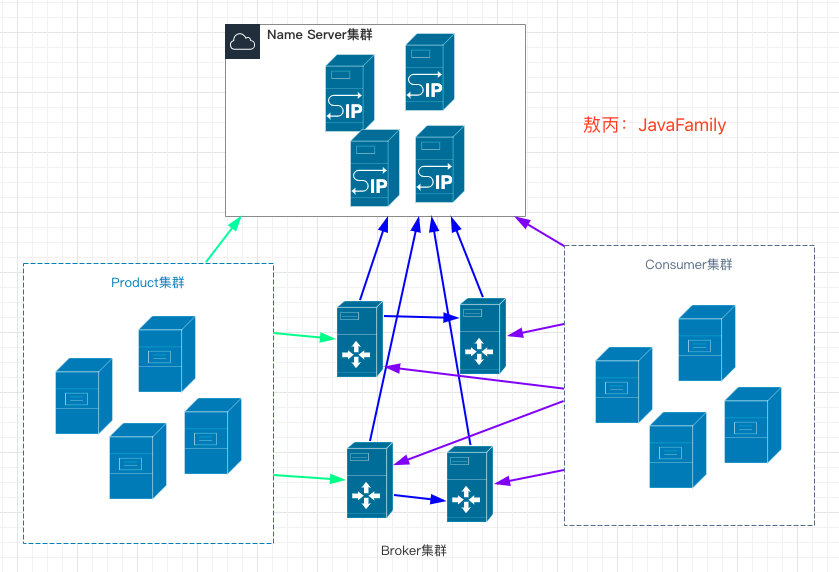 Name Server集群
IP
IP
IP
IP
敖丙：JavaFamily
Product集群
Consumer集群
Broker集群